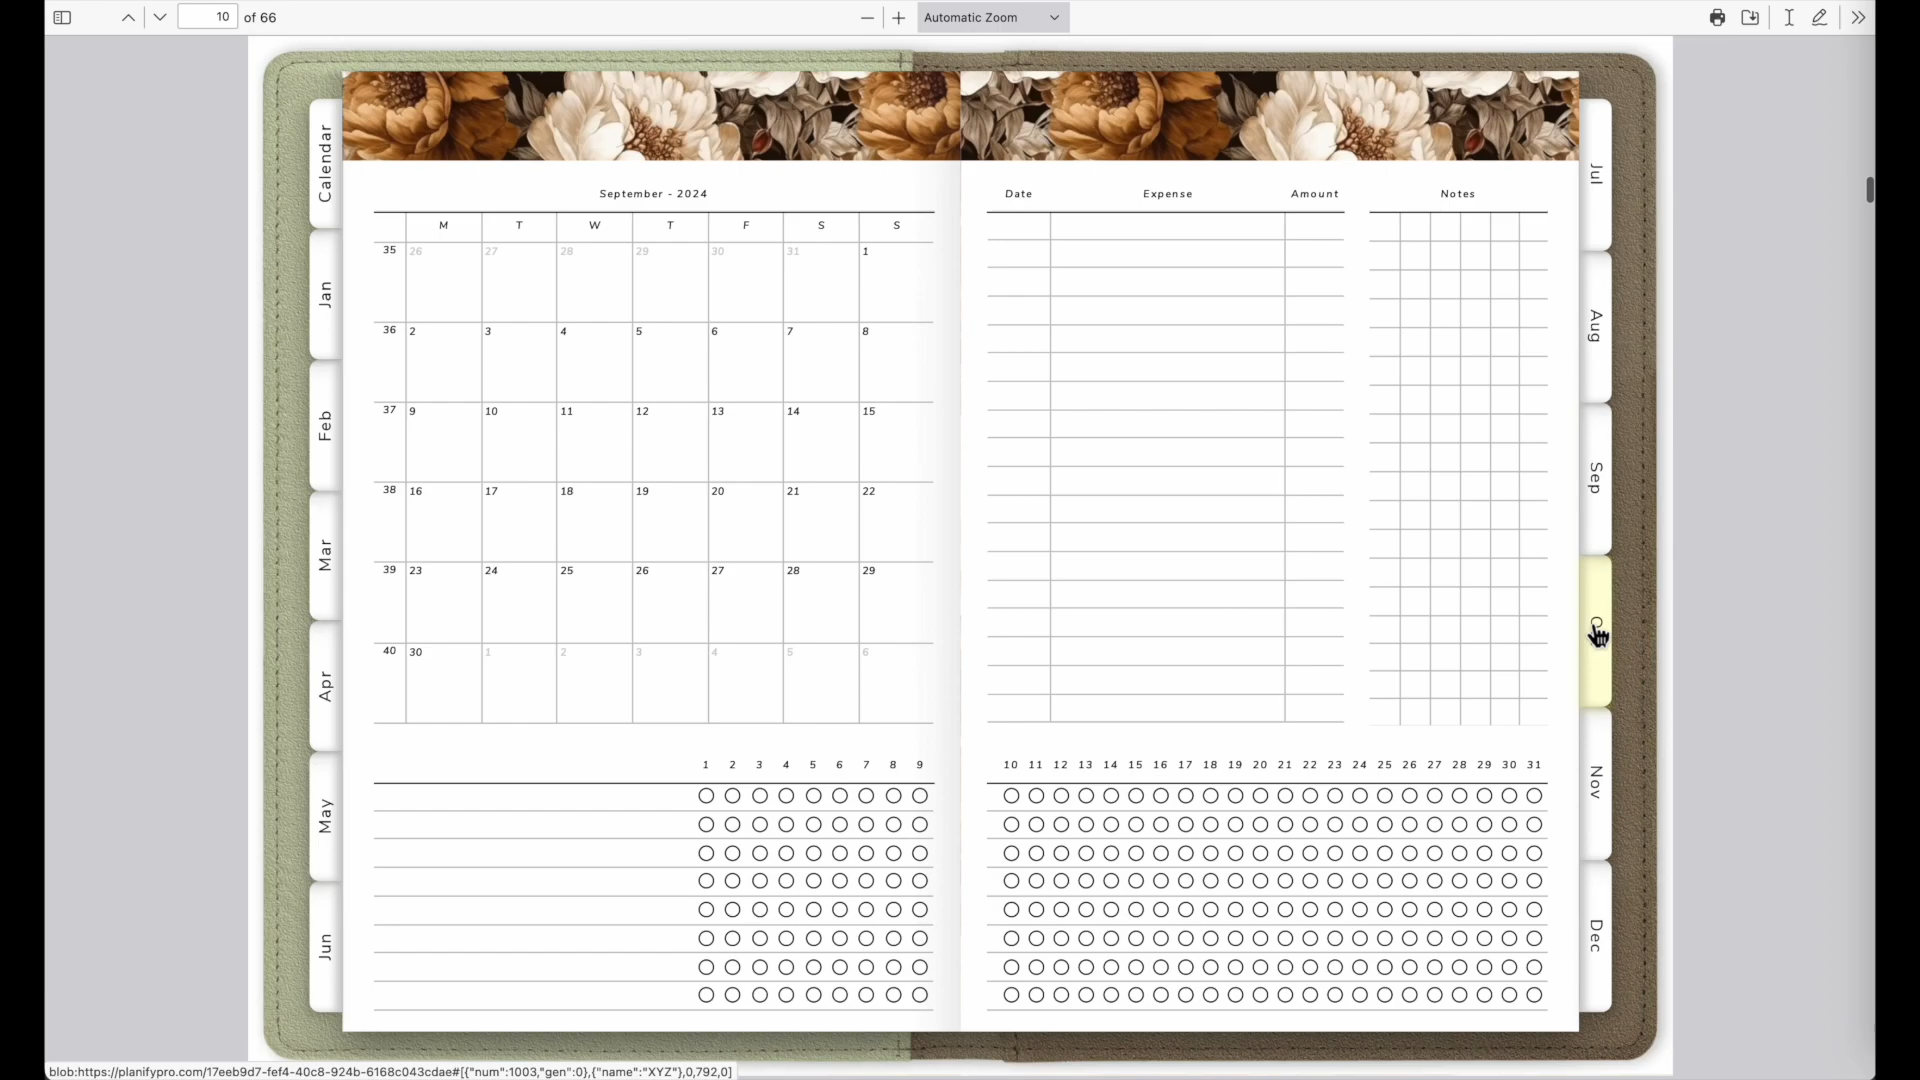 10 of 66 Automatic Zoom
Calendar
Jan
Feb
Mar
Apr
May
Jun
September - 2024
M T W T F S S
35 26 27 28 29 30 31 1
36 2 3 4 5 6 7 8
37 9 10 11 12 13 14 15
38 16 17 18 19 20 21 22
39 23 24 25 26 27 28 29
40 30 1 2 3 4 5 6
1 2 3 4 5 6 7 8 9
Date Expense Amount Notes
10 11 12 13 14 15 16 17 18 19 20 21 22 23 24 25 26 27 28 29 30 31
Jul
Aug
Sep
Nov
Dec
blob:https://planifypro.com/17eeb9d7-fef4-40c8-924b-6168c043cdae#[{"num":1003,"gen":0},{"name":"XYZ"},0,792,0]